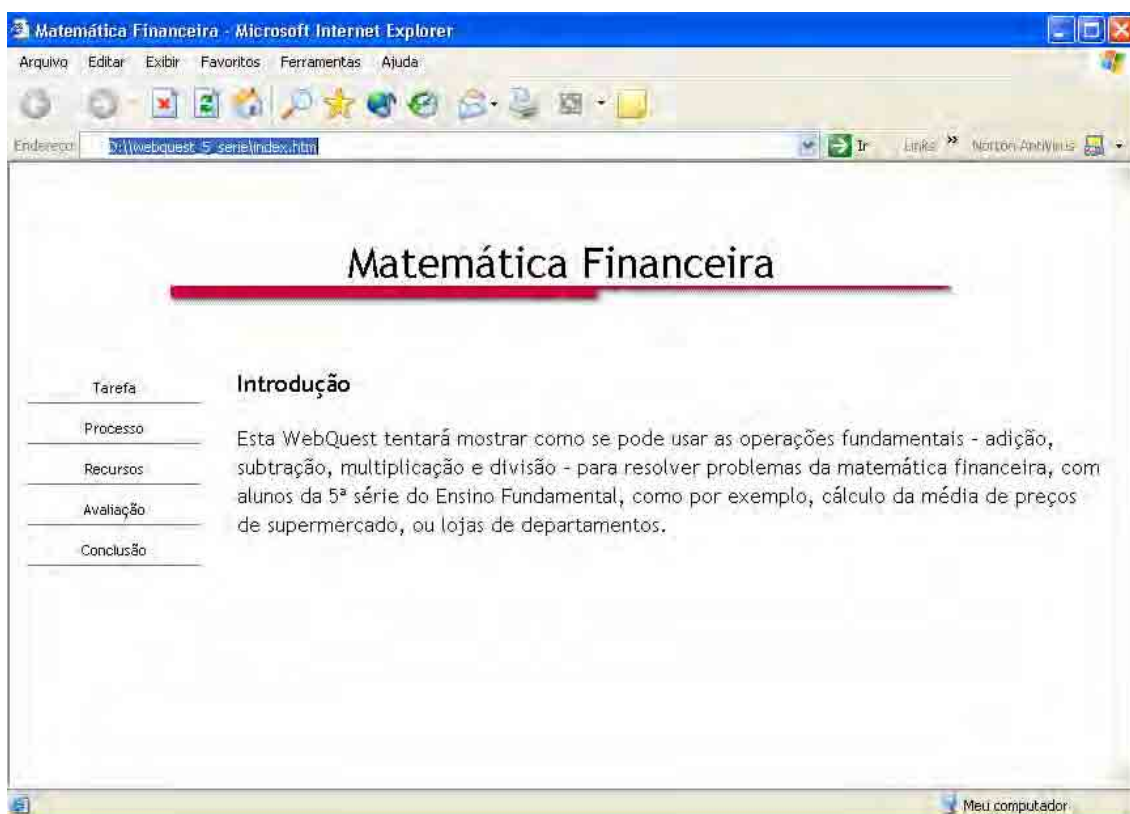 Matemática Financeira - Microsoft Internet Explorer
Arquivo Editar Exibir Favoritos Ferramentas Ajuda
Endereço D:\webquest_5_serie\index.htm Ir Links » Norton AntiVirus
Matemática Financeira
Introdução
Tarefa
Processo
Recursos
Avaliação
Conclusão
Esta WebQuest tentará mostrar como se pode usar as operações fundamentais - adição,
subtração, multiplicação e divisão - para resolver problemas da matemática financeira, com
alunos da 5ª série do Ensino Fundamental, como por exemplo, cálculo da média de preços
de supermercado, ou lojas de departamentos.
Meu computador